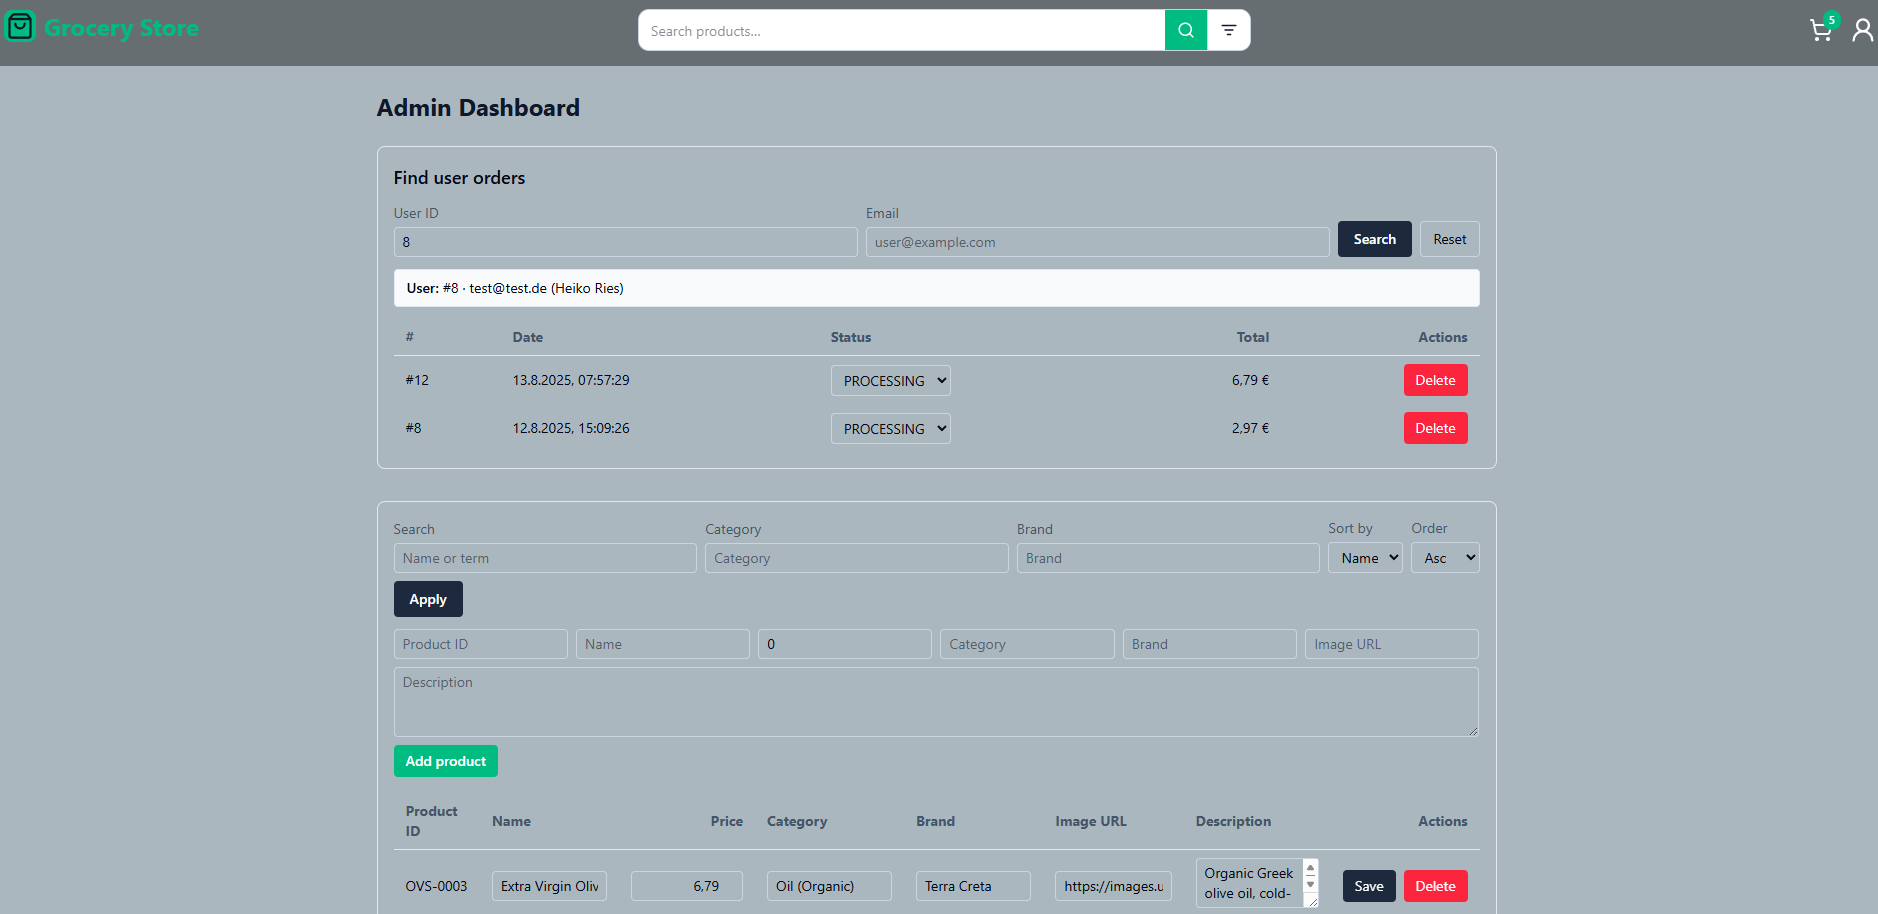 Grocery Store
Search products...
5
Admin Dashboard
Find user orders
User ID
Email
8
user@example.com
Search
Reset
User: #8 · test@test.de (Heiko Ries)
# Date Status Total Actions
#12 13.8.2025, 07:57:29 PROCESSING 6,79 € Delete
#8 12.8.2025, 15:09:26 PROCESSING 2,97 € Delete
Search Category Brand Sort by Order
Name or term Category Brand Name Asc
Apply
Product ID Name 0 Category Brand Image URL
Description
Add product
Product ID Name Price Category Brand Image URL Description Actions
OVS-0003 Extra Virgin Oliv 6,79 Oil (Organic) Terra Creta https://images.u Organic Greek
olive oil, cold-
Save Delete